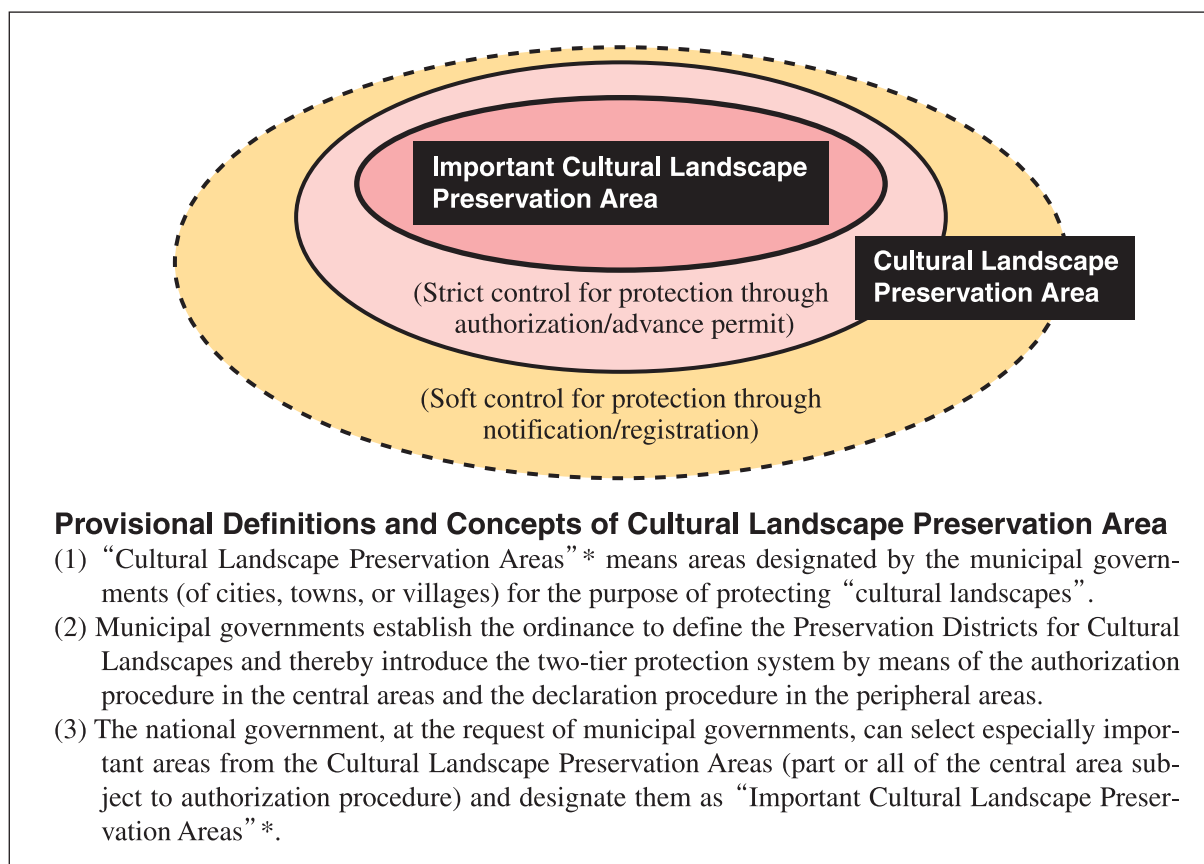 Important Cultural Landscape
Preservation Area
Cultural Landscape
Preservation Area
(Strict control for protection through
authorization/advance permit)
(Soft control for protection through
notification/registration)
Provisional Definitions and Concepts of Cultural Landscape Preservation Area
(1) “Cultural Landscape Preservation Areas”* means areas designated by the municipal govern-
ments (of cities, towns, or villages) for the purpose of protecting “cultural landscapes”.
(2) Municipal governments establish the ordinance to define the Preservation Districts for Cultural
Landscapes and thereby introduce the two-tier protection system by means of the authorization
procedure in the central areas and the declaration procedure in the peripheral areas.
(3) The national government, at the request of municipal governments, can select especially impor-
tant areas from the Cultural Landscape Preservation Areas (part or all of the central area sub-
ject to authorization procedure) and designate them as “Important Cultural Landscape Preser-
vation Areas”*.